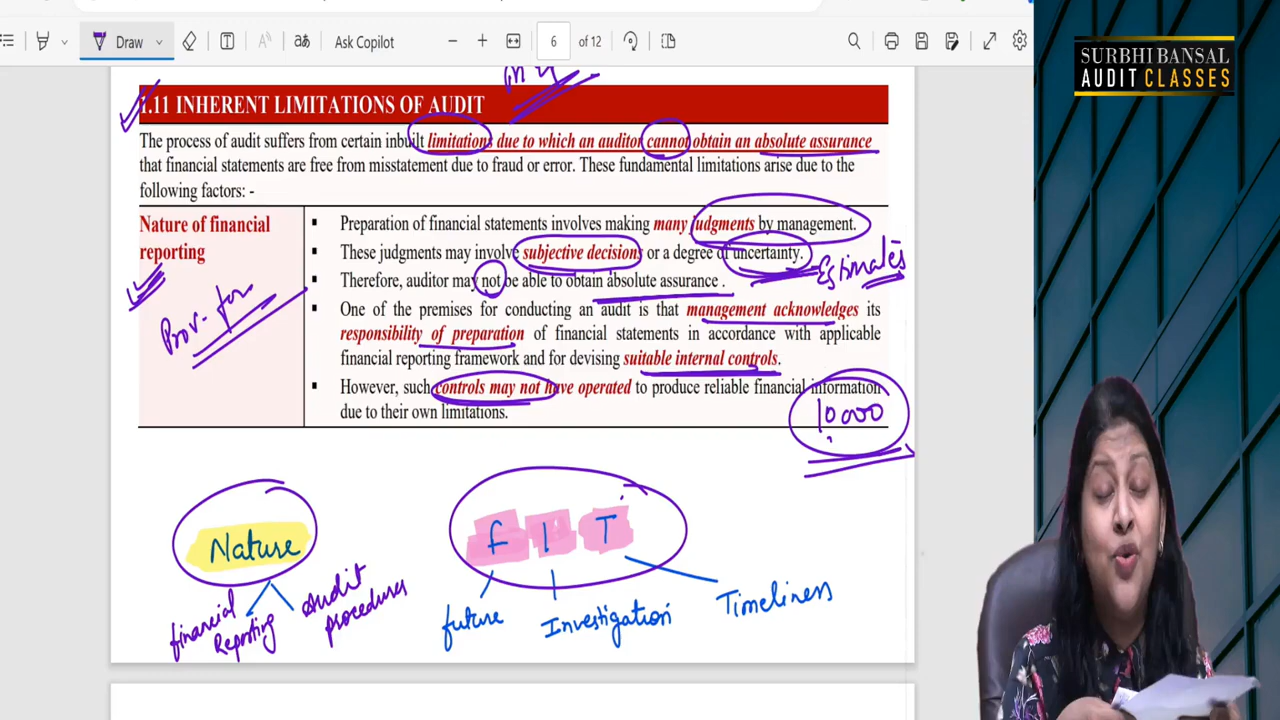 Draw
Ask Copilot
6 of 12
SURBHI BANSAL
AUDIT CLASSES
1.11 INHERENT LIMITATIONS OF AUDIT
The process of audit suffers from certain inbuilt limitations due to which an auditor cannot obtain an absolute assurance
that financial statements are free from misstatement due to fraud or error. These fundamental limitations arise due to the
following factors: -
Nature of financial
reporting
▪ Preparation of financial statements involves making many judgments by management.
▪ These judgments may involve subjective decisions or a degree of uncertainty.
Estimates
▪ Therefore, auditor may not be able to obtain absolute assurance .
▪ One of the premises for conducting an audit is that management acknowledges its
responsibility of preparation of financial statements in accordance with applicable
financial reporting framework and for devising suitable internal controls.
▪ However, such controls may not have operated to produce reliable financial information
due to their own limitations.
Prov. for
10,000
Nature
financial
Reporting
Audit
procedures
F I T
future
Investigation
Timeliness